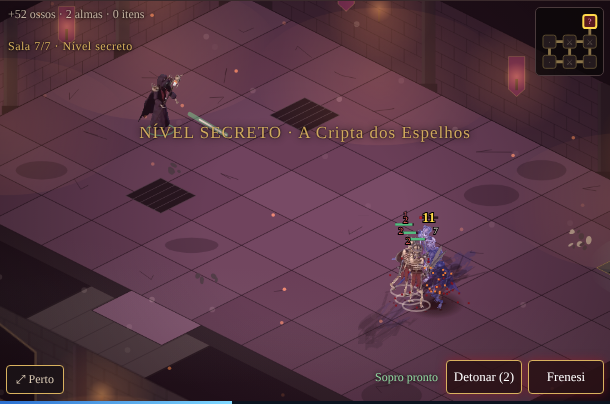 +52 ossos · 2 almas · 0 itens
?
Sala 7/7 · Nível secreto
NÍVEL SECRETO · A Cripta dos Espelhos
11
7
Perto
Sopro pronto
Detonar (2)
Frenesi